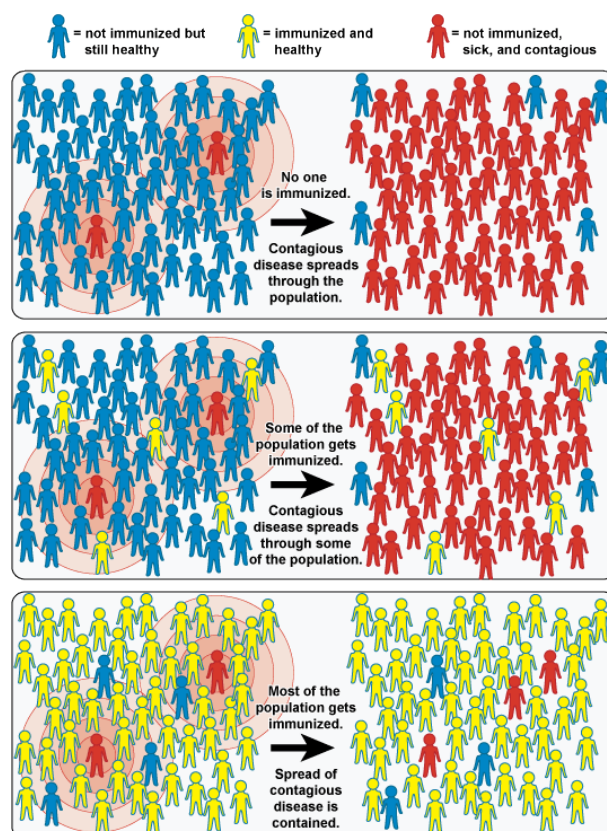 = not immunized but
still healthy
= immunized and
healthy
= not immunized,
sick, and contagious
No one
is immunized.
Contagious
disease spreads
through the
population.
Some of the
population gets
immunized.
Contagious
disease spreads
through some
of the population.
Most of the
population gets
immunized.
Spread of
contagious
disease is
contained.